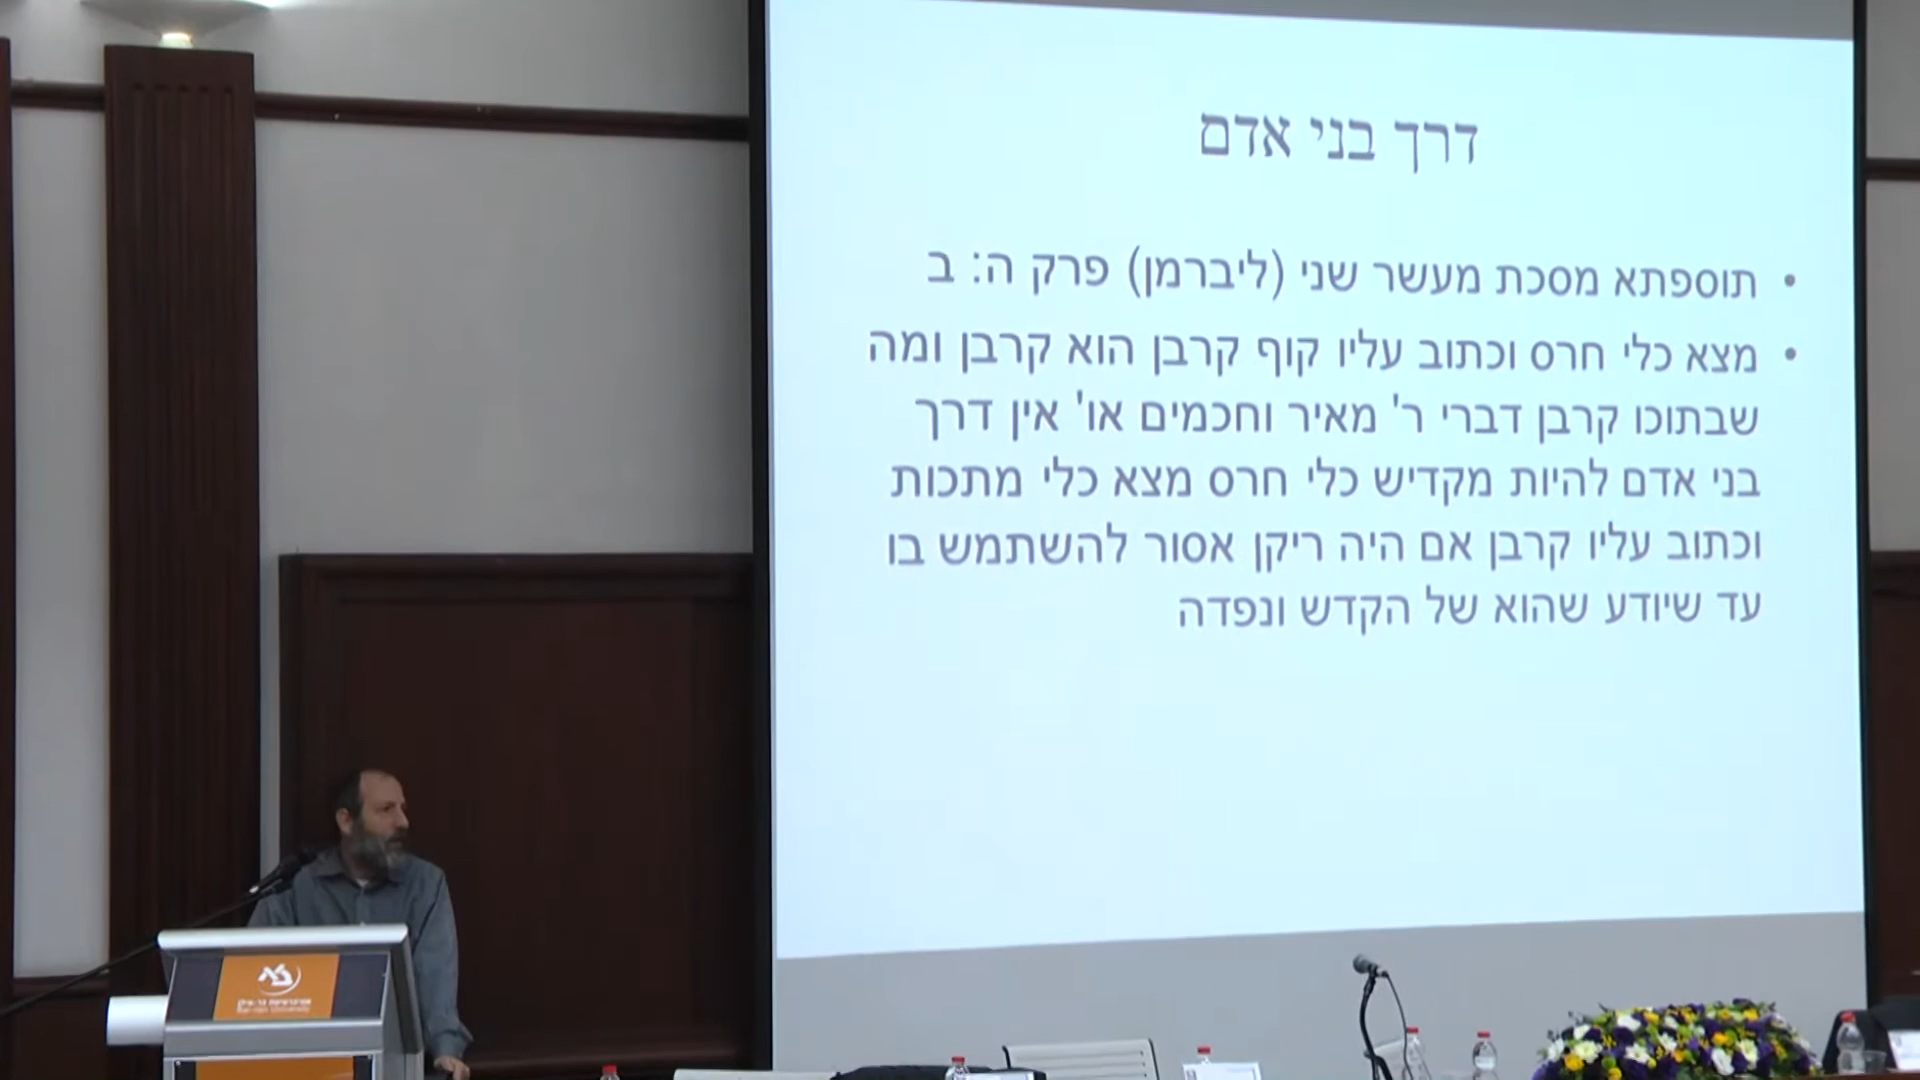 דרך בני אדם
• תוספתא מסכת מעשר שני (ליברמן) פרק ה: ב
• מצא כלי חרס וכתוב עליו קוף קרבן הוא קרבן ומה
שבתוכו קרבן דברי ר' מאיר וחכמים או' אין דרך
בני אדם להיות מקדיש כלי חרס מצא כלי מתכות
וכתוב עליו קרבן אם היה ריקן אסור להשתמש בו
עד שיודע שהוא של הקדש ונפדה